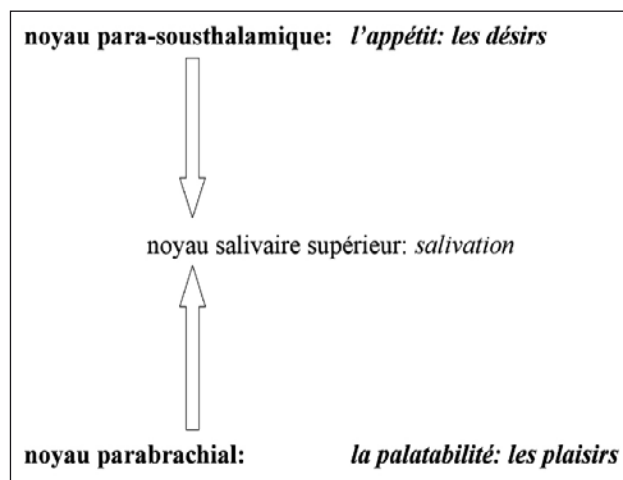 noyau para-sousthalamique: l'appétit: les désirs
noyau salivaire supérieur: salivation
noyau parabrachial: la palatabilité: les plaisirs